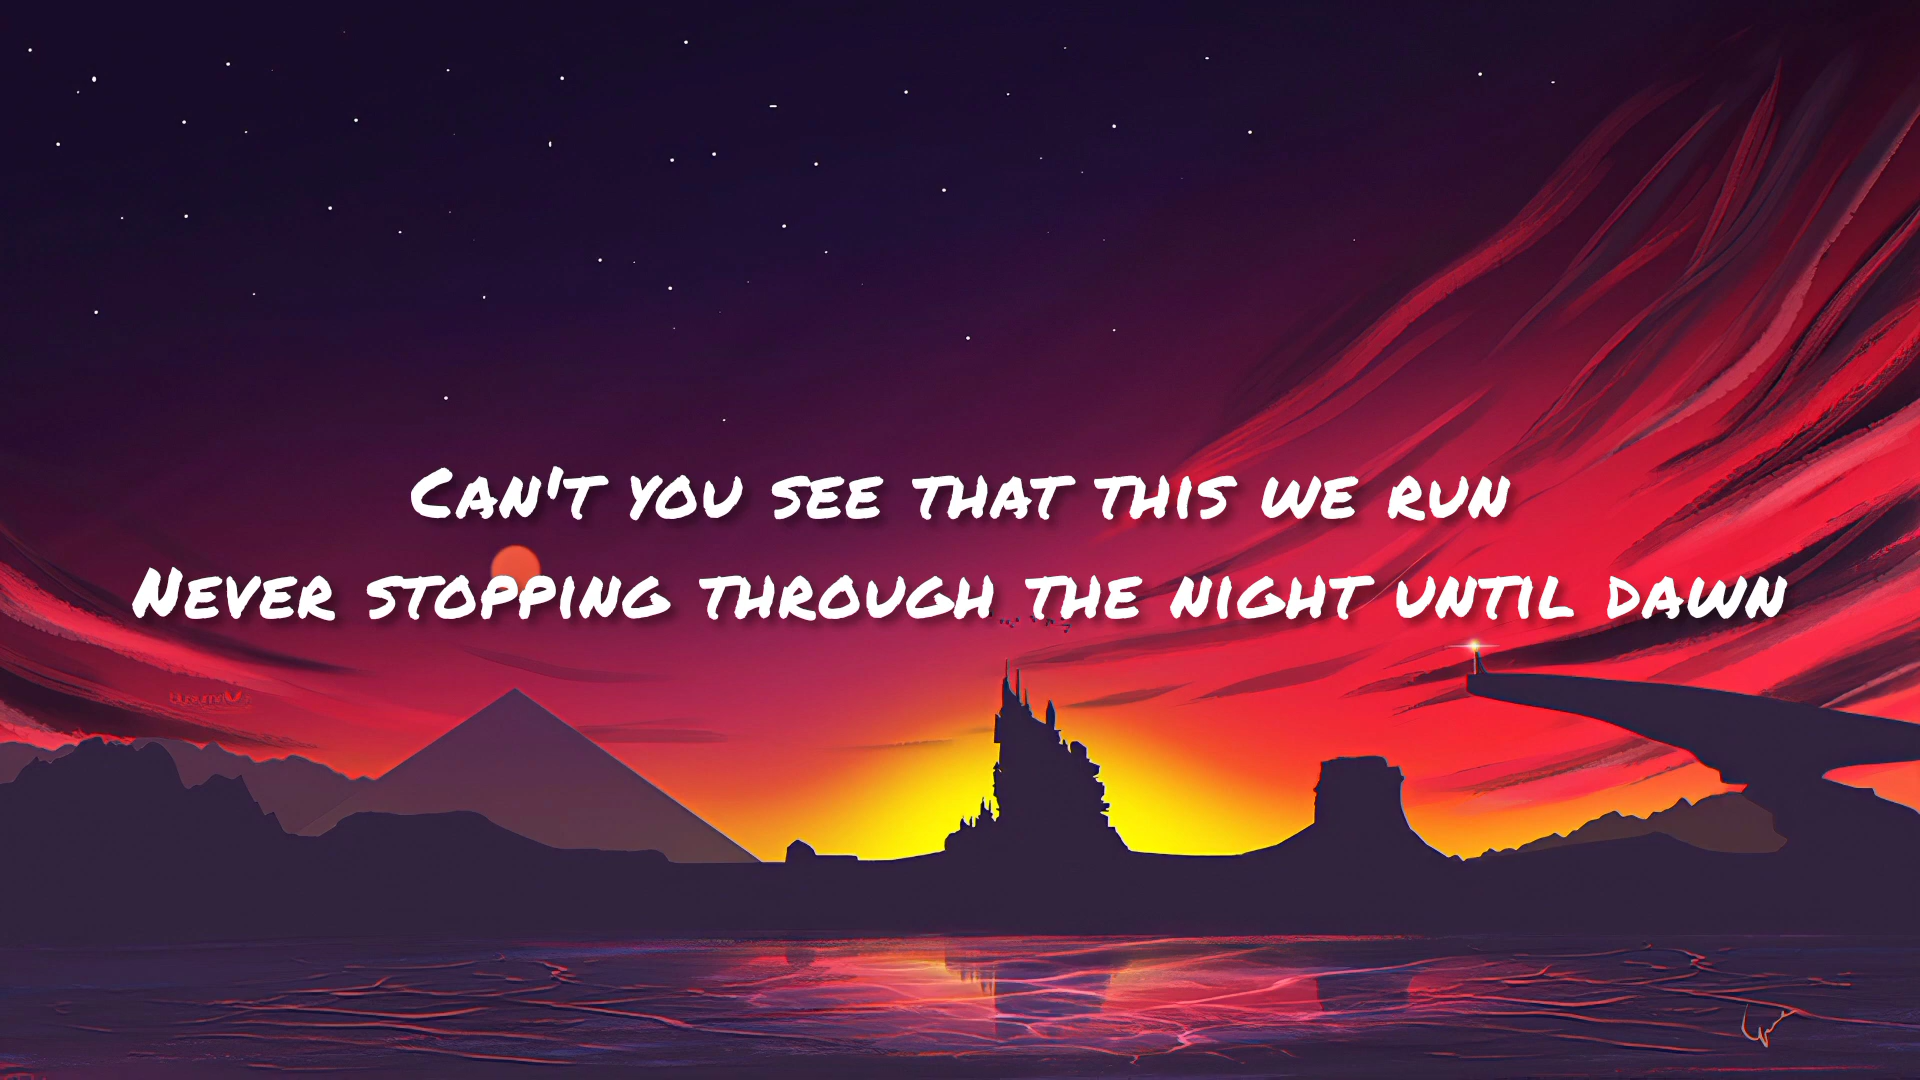 Can't you see that this we run
Never stopping through the night until dawn